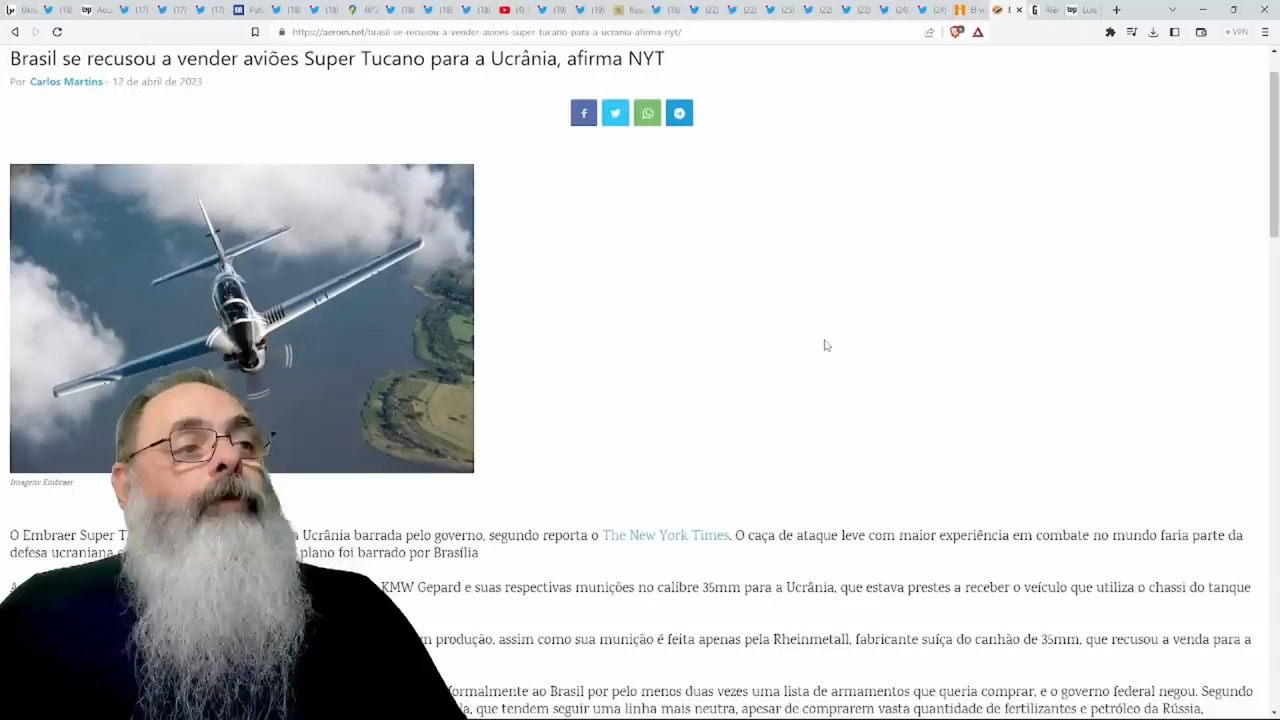 https://aeroin.net/brasil-se-recusou-a-vender-avioes-super-tucano-para-a-ucrania-afirma-nyt/
VPN
Brasil se recusou a vender aviões Super Tucano para a Ucrânia, afirma NYT
Por Carlos Martins - 12 de abril de 2023
Imagem: Embraer
O Embraer Super T Ucrânia barrada pelo governo, segundo reporta o The New York Times. O caça de ataque leve com maior experiência em combate no mundo faria parte da
defesa ucraniana plano foi barrado por Brasília
KMW Gepard e suas respectivas munições no calibre 35mm para a Ucrânia, que estava prestes a receber o veículo que utiliza o chassi do tanque
m produção, assim como sua munição é feita apenas pela Rheinmetall, fabricante suíça do canhão de 35mm, que recusou a venda para a
formalmente ao Brasil por pelo menos duas vezes uma lista de armamentos que queria comprar, e o governo federal negou. Segundo
la, que tendem seguir uma linha mais neutra, apesar de comprarem vasta quantidade de fertilizantes e petróleo da Rússia,